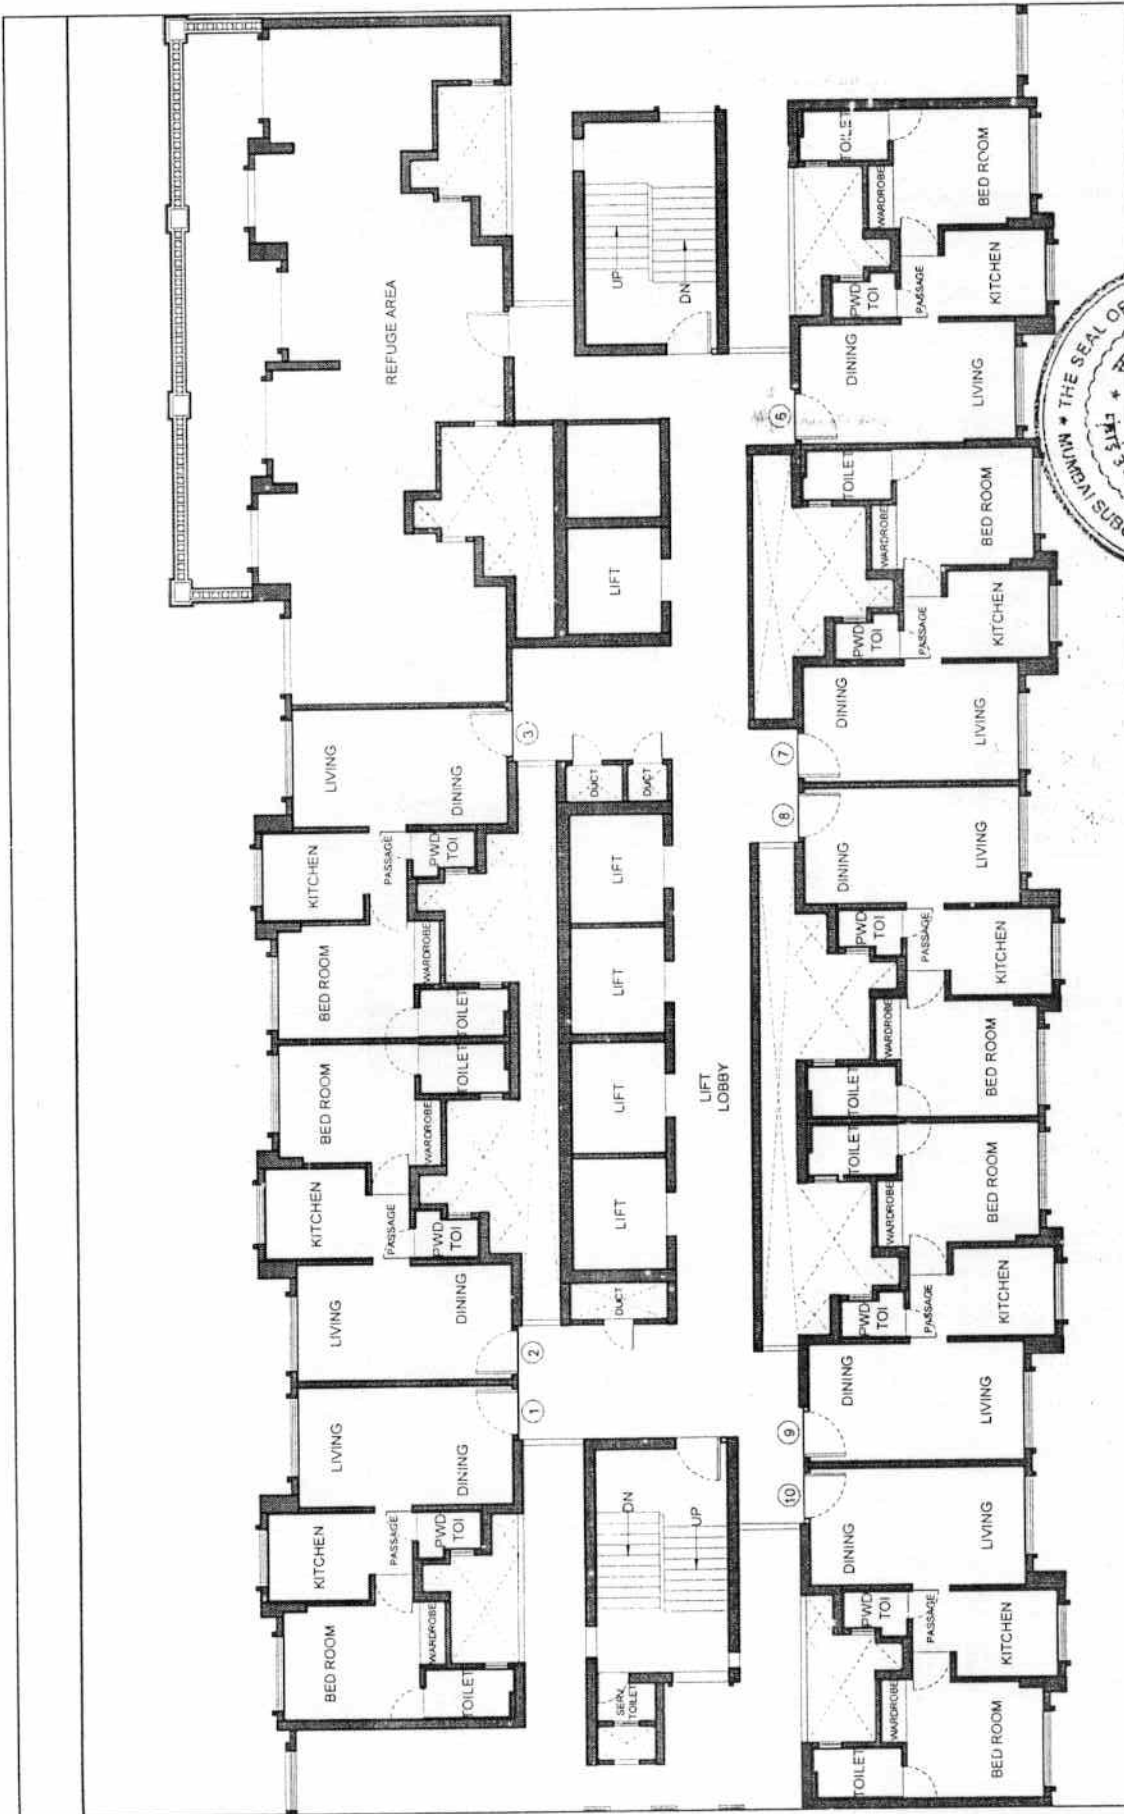 BED ROOM
KITCHEN
LIVING
LIVING
KITCHEN
BED ROOM
BED ROOM
KITCHEN
LIVING
REFUGE AREA
PASSAGE
PASSAGE
PASSAGE
WARDROBE
WARDROBE
WARDROBE
TOILET
PWD
TOI
DINING
DINING
PWD
TOI
TOILET
TOILET
PWD
TOI
DINING
1
2
3
SERV.
TOILET
DN
UP
DUCT
LIFT
LIFT
LIFT
LIFT
DUCT
DUCT
LIFT
UP
DN
LIFT
LOBBY
10
9
8
7
6
TOILET
PWD
TOI
DINING
DINING
PWD
TOI
TOILET
TOILET
PWD
TOI
DINING
DINING
PWD
TOI
TOILET
DINING
PWD
TOI
TOILET
WARDROBE
PASSAGE
PASSAGE
WARDROBE
WARDROBE
PASSAGE
PASSAGE
WARDROBE
PASSAGE
WARDROBE
BED ROOM
KITCHEN
LIVING
LIVING
KITCHEN
BED ROOM
BED ROOM
KITCHEN
LIVING
LIVING
KITCHEN
BED ROOM
LIVING
KITCHEN
BED ROOM
MUMBAI SUBUR
* THE SEAL OF